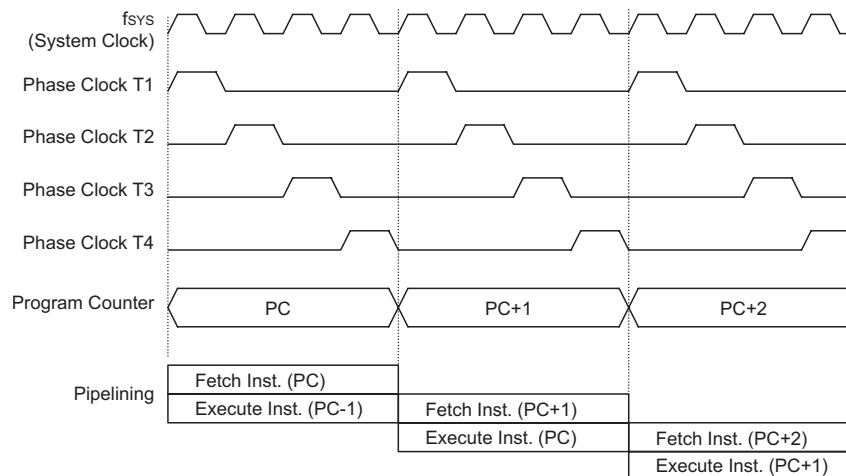 fSYS
(System Clock)
Phase Clock T1
Phase Clock T2
Phase Clock T3
Phase Clock T4
Program Counter
PC
PC+1
PC+2
Pipelining
Fetch Inst. (PC)
Execute Inst. (PC-1)
Fetch Inst. (PC+1)
Execute Inst. (PC)
Fetch Inst. (PC+2)
Execute Inst. (PC+1)